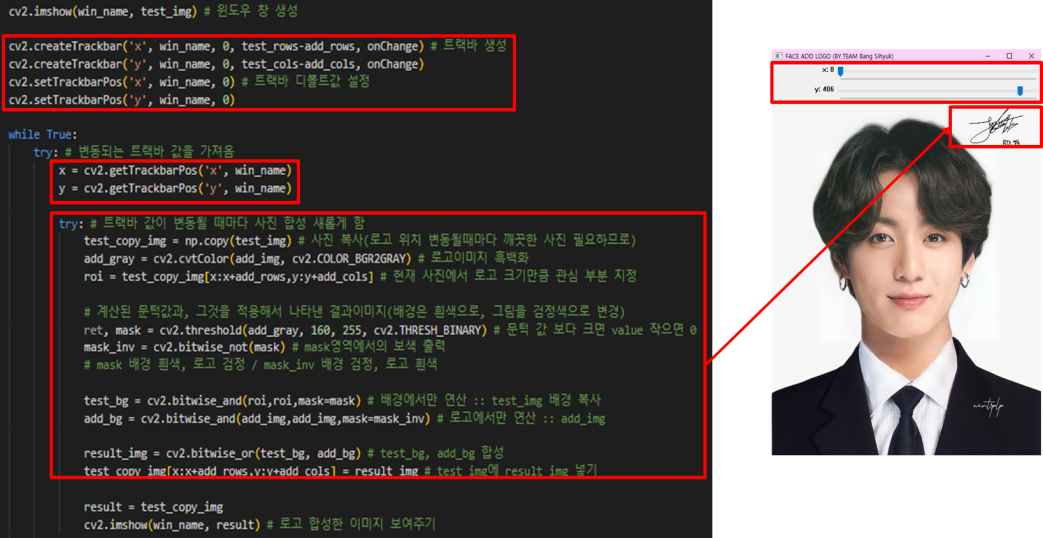 cv2.imshow(win_name, test_img) # 윈도우 창 생성
cv2.createTrackbar('x', win_name, 0, test_rows-add_rows, onChange) # 트랙바 생성
cv2.createTrackbar('y', win_name, 0, test_cols-add_cols, onChange)
cv2.setTrackbarPos('x', win_name, 0) # 트랙바 디폴트값 설정
cv2.setTrackbarPos('y', win_name, 0)
while True:
try: # 변동되는 트랙바 값을 가져옴
x = cv2.getTrackbarPos('x', win_name)
y = cv2.getTrackbarPos('y', win_name)
try: # 트랙바 값이 변동될 때마다 사진 합성 새롭게 함
test_copy_img = np.copy(test_img) # 사진 복사(로고 위치 변동될때마다 깨끗한 사진 필요하므로)
add_gray = cv2.cvtColor(add_img, cv2.COLOR_BGR2GRAY) # 로고이미지 흑백화
roi = test_copy_img[x:x+add_rows,y:y+add_cols] # 현재 사진에서 로고 크기만큼 관심 부분 지정
# 계산된 문턱값과, 그것을 적용해서 나타낸 결과이미지(배경은 흰색으로, 그림을 검정색으로 변경)
ret, mask = cv2.threshold(add_gray, 160, 255, cv2.THRESH_BINARY) # 문턱 값 보다 크면 value 작으면 0
mask_inv = cv2.bitwise_not(mask) # mask영역에서의 보색 출력
# mask 배경 흰색, 로고 검정 / mask_inv 배경 검정, 로고 흰색
test_bg = cv2.bitwise_and(roi,roi,mask=mask) # 배경에서만 연산 :: test_img 배경 복사
add_bg = cv2.bitwise_and(add_img,add_img,mask=mask_inv) # 로고에서만 연산 :: add_img
result_img = cv2.bitwise_or(test_bg, add_bg) # test_bg, add_bg 합성
test_copy_img[x:x+add_rows,y:y+add_cols] = result_img # test_img에 result_img 넣기
result = test_copy_img
cv2.imshow(win_name, result) # 로고 합성한 이미지 보여주기
FACE ADD LOGO (BY.TEAM Bang Sihyuk)
x: 0
y: 406